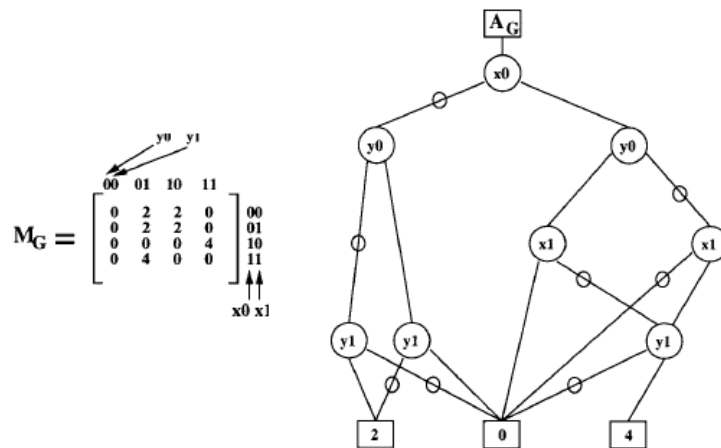 A_G
x0
y0 y1
y0 y0
00 01 10 11
0 2 2 0 00
0 2 2 0 01
M_G =
0 0 0 4 10
0 4 0 0 11
x0 x1
x1 x1
y1 y1 y1
2 0 4